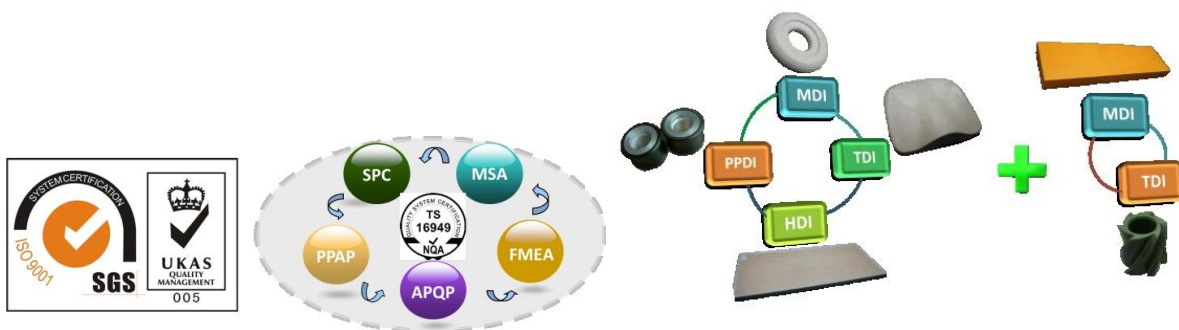 SYSTEM CERTIFICATION
ISO 9001
SGS
UKAS
QUALITY
MANAGEMENT
005
SPC
MSA
PPAP
FMEA
APQP
QUALITY SYSTEM CERTIFICATION
TS
16949
NQA
MDI
PPDI
TDI
HDI
MDI
TDI